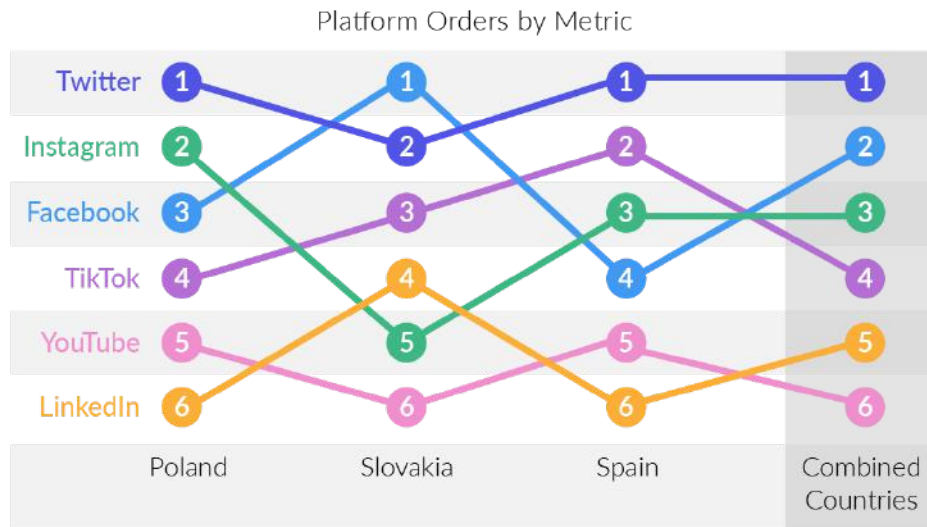 Platform Orders by Metric
Twitter 1 1 1 1
Instagram 2 2 2 2
Facebook 3 3 3 3
TikTok 4 4 4 4
YouTube 5 5 5 5
LinkedIn 6 6 6 6
Poland Slovakia Spain Combined
Countries